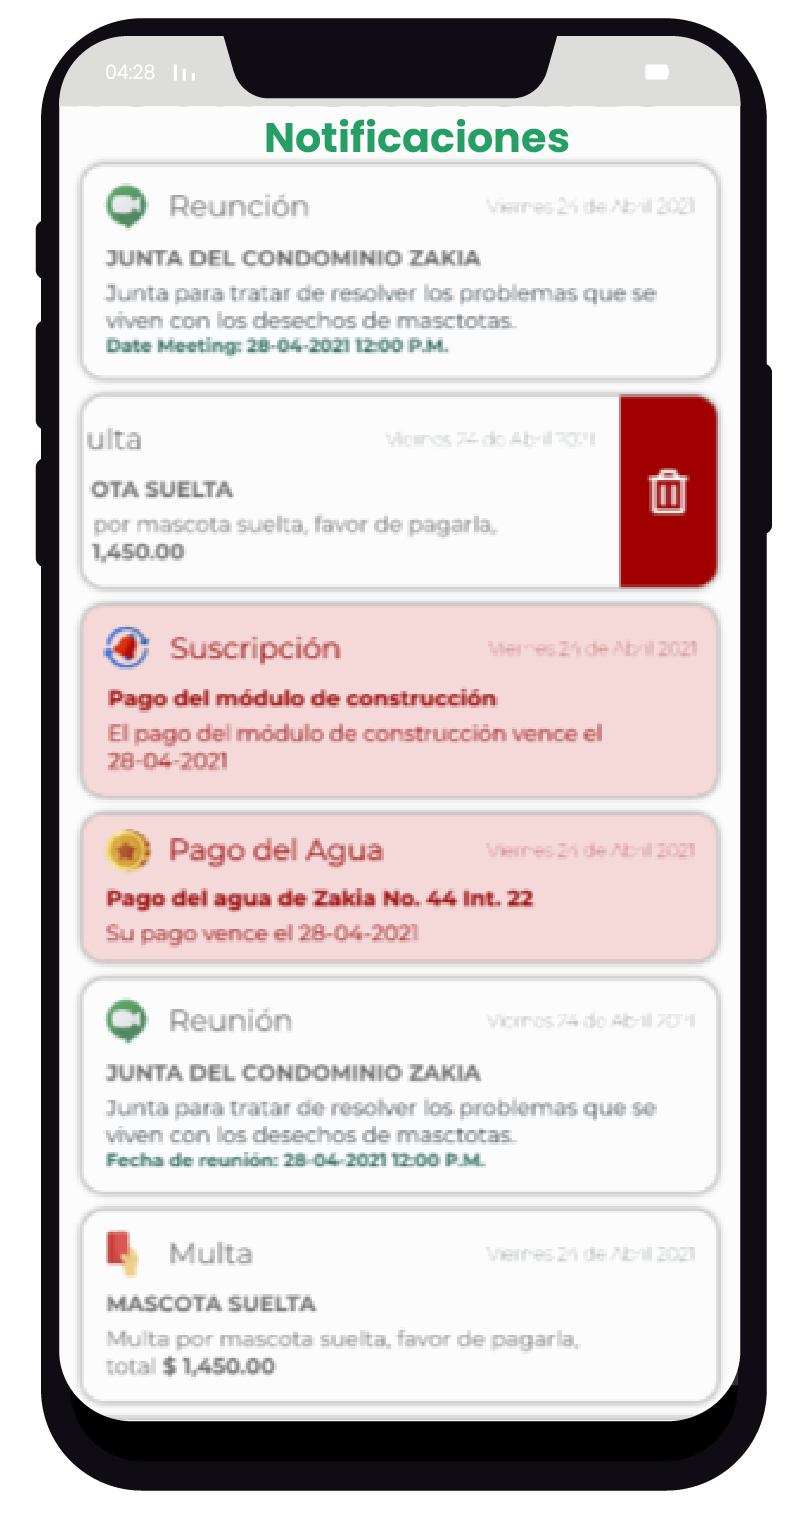 04:28
Notificaciones
Reunción Viernes 24 de Abril 2021
JUNTA DEL CONDOMINIO ZAKIA
Junta para tratar de resolver los problemas que se
viven con los desechos de masctotas.
Date Meeting: 28-04-2021 12:00 P.M.
ulta Viernes 24 de Abril 2021
OTA SUELTA
por mascota suelta, favor de pagarla,
1,450.00
Suscripción Viernes 24 de Abril 2021
Pago del módulo de construcción
El pago del módulo de construcción vence el
28-04-2021
Pago del Agua Viernes 24 de Abril 2021
Pago del agua de Zakia No. 44 Int. 22
Su pago vence el 28-04-2021
Reunión Viernes 24 de Abril 2021
JUNTA DEL CONDOMINIO ZAKIA
Junta para tratar de resolver los problemas que se
viven con los desechos de masctotas.
Fecha de reunión: 28-04-2021 12:00 P.M.
Multa Viernes 24 de Abril 2021
MASCOTA SUELTA
Multa por mascota suelta, favor de pagarla,
total $ 1,450.00